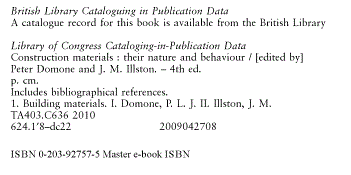 British Library Cataloguing in Publication Data
A catalogue record for this book is available from the British Library
Library of Congress Cataloging-in-Publication Data
Construction materials : their nature and behaviour / [edited by]
Peter Domone and J. M. Illston. – 4th ed.
p. cm.
Includes bibliographical references.
1. Building materials. I. Domone, P. L. J. II. Illston, J. M.
TA403.C636 2010
624.1′8–dc22 2009042708
ISBN 0-203-92757-5 Master e-book ISBN